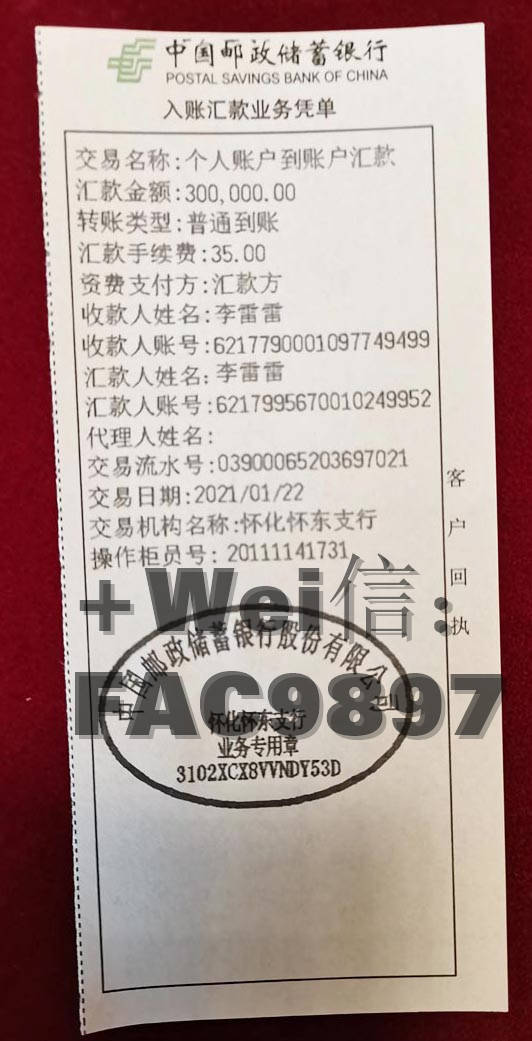 中国邮政储蓄银行
POSTAL SAVINGS BANK OF CHINA
入账汇款业务凭单
交易名称:个人账户到账户汇款
汇款金额:300,000.00
转账类型:普通到账
汇款手续费:35.00
资费支付方:汇款方
收款人姓名:李雷雷
收款人账号:6217790001097749499
汇款人姓名:李雷雷
汇款人账号:6217995670010249952
代理人姓名:
交易流水号:03900065203697021
交易日期:2021/01/22
交易机构名称:怀化怀东支行
操作柜员号: 20111141731
客户回执
+Wei信:
FAC9897
中国邮政储蓄银行股份有限公司
怀化怀东支行
业务专用章
3102XCX8VVNDY53D